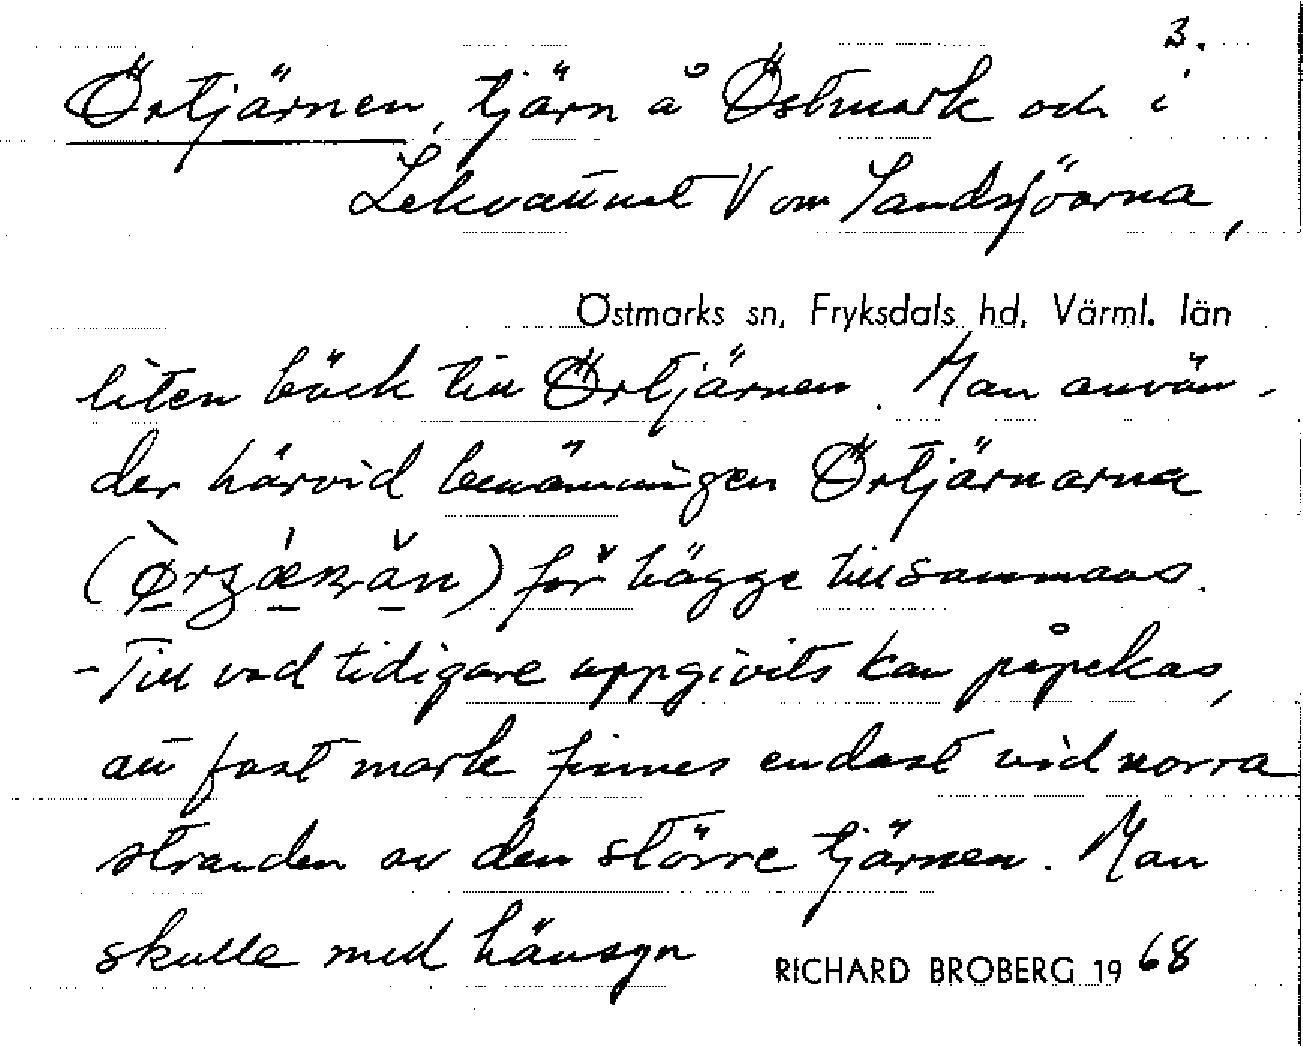 3.
Örtjärnen, tjärn å Östmark och i
Lekvattnet V om Sandsjöarna,
Östmarks sn, Fryksdals hd, Värml. län
liten bäck till Örtjärnen. Man använ-
der härvid benämningen Örtjärnarna
för bägge tillsammans.
- Till vad tidigare uppgivits kan påpekas,
att fast mark finnes endast vid norra
stranden av den större tjärnen. Man
skulle med hänsyn
RICHARD BROBERG 1968